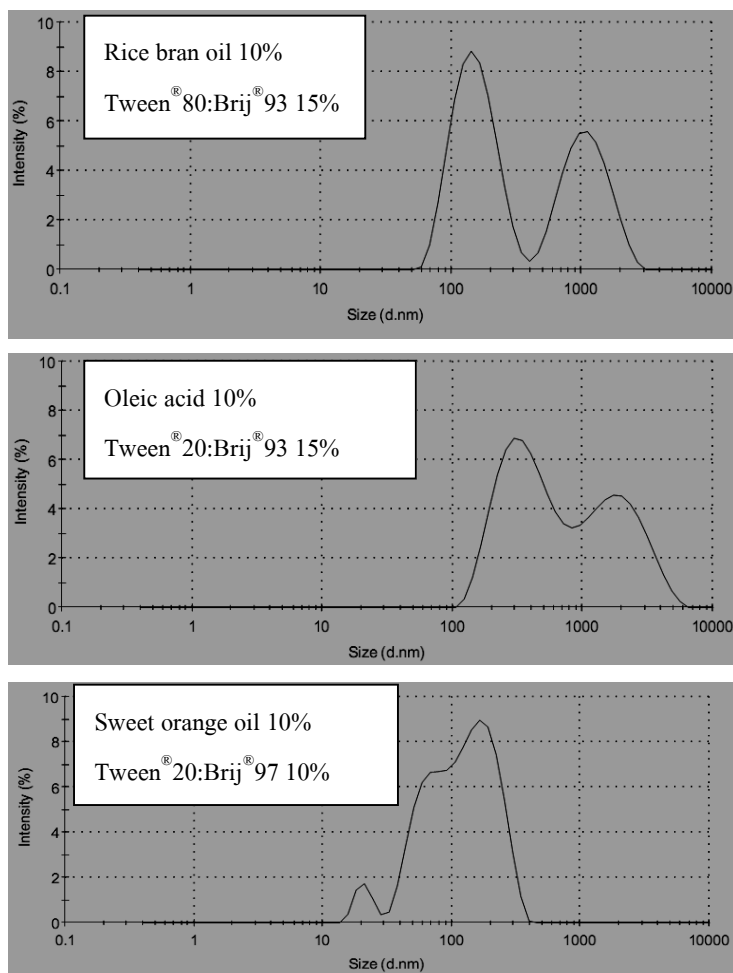 Rice bran oil 10%
Tween®80:Brij®93 15%
Intensity (%)
10
8
6
4
2
0
0.1 1 10 100 1000 10000
Size (d.nm)
Oleic acid 10%
Tween®20:Brij®93 15%
Intensity (%)
10
8
6
4
2
0
0.1 1 10 100 1000 10000
Size (d.nm)
Sweet orange oil 10%
Tween®20:Brij®97 10%
Intensity (%)
10
8
6
4
2
0
0.1 1 10 100 1000 10000
Size (d.nm)